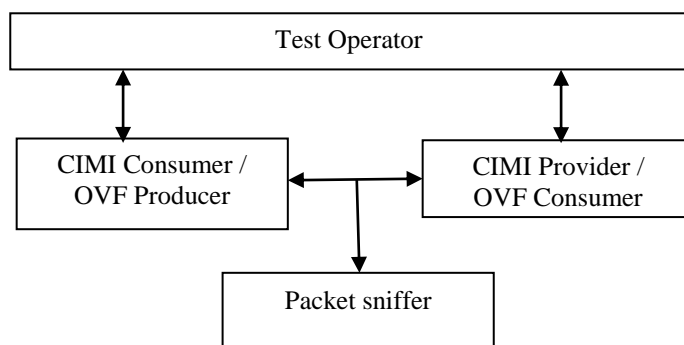 Test Operator
CIMI Consumer /
OVF Producer
CIMI Provider /
OVF Consumer
Packet sniffer